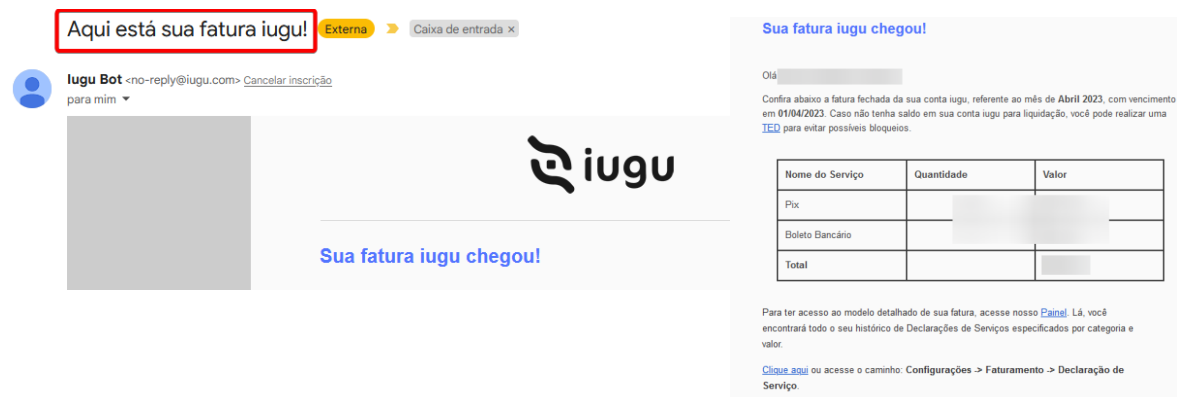 Aqui está sua fatura iugu! Externa Caixa de entrada ×
Iugu Bot <no-reply@iugu.com> Cancelar inscrição
para mim
iugu
Sua fatura iugu chegou!
Sua fatura iugu chegou!
Olá
Confira abaixo a fatura fechada da sua conta iugu, referente ao mês de Abril 2023, com vencimento
em 01/04/2023. Caso não tenha saldo em sua conta iugu para liquidação, você pode realizar uma
TED para evitar possíveis bloqueios.
Nome do Serviço Quantidade Valor
Pix
Boleto Bancário
Total
Para ter acesso ao modelo detalhado de sua fatura, acesse nosso Painel. Lá, você
encontrará todo o seu histórico de Declarações de Serviços especificados por categoria e
valor.
Clique aqui ou acesse o caminho: Configurações -> Faturamento -> Declaração de
Serviço.